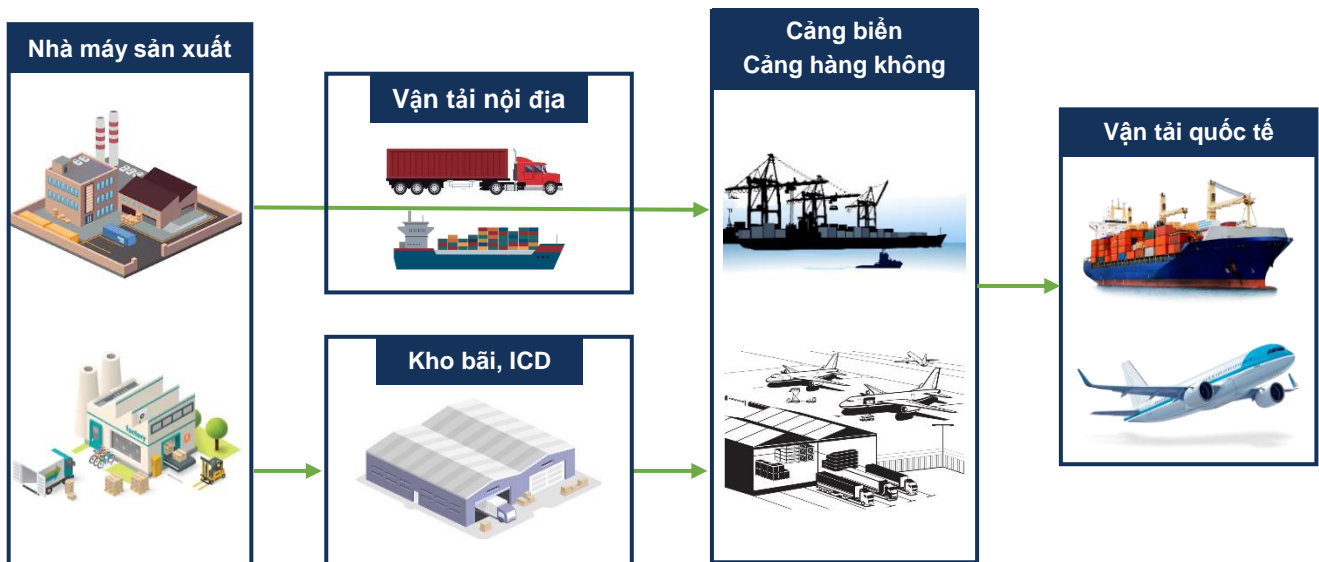 Nhà máy sản xuất
Vận tải nội địa
Kho bãi, ICD
Cảng biển
Cảng hàng không
Vận tải quốc tế
factory